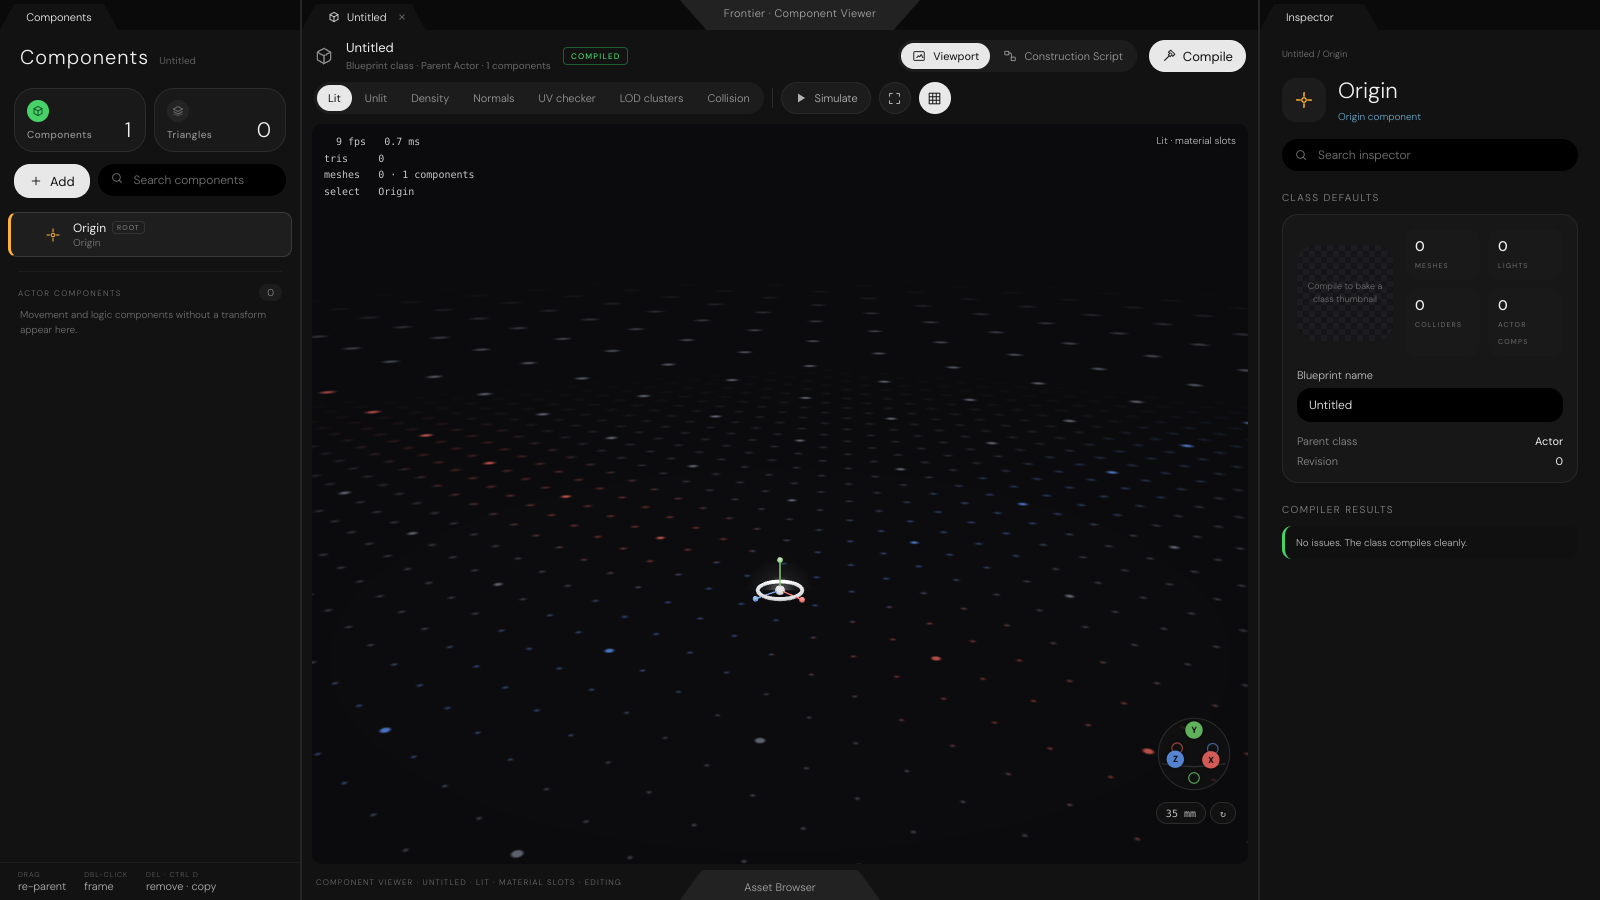 Components
Untitled ×
Frontier · Component Viewer
Inspector
Components Untitled
Components 1
Triangles 0
+ Add
Search components
Origin ROOT
Origin
ACTOR COMPONENTS 0
Movement and logic components without a transform
appear here.
DRAG
re-parent
DBL-CLICK
frame
DEL · CTRL D
remove · copy
Untitled
Blueprint class · Parent Actor · 1 components
COMPILED
Viewport
Construction Script
Compile
Lit
Unlit
Density
Normals
UV checker
LOD clusters
Collision
Simulate
9 fps 0.7 ms
tris 0
meshes 0 · 1 components
select Origin
Lit · material slots
Y
Z
X
35 mm
↻
COMPONENT VIEWER · UNTITLED · LIT · MATERIAL SLOTS · EDITING
Asset Browser
Untitled / Origin
Origin
Origin component
Search inspector
CLASS DEFAULTS
Compile to bake a
class thumbnail
0
MESHES
0
LIGHTS
0
COLLIDERS
0
ACTOR
COMPS
Blueprint name
Untitled
Parent class Actor
Revision 0
COMPILER RESULTS
No issues. The class compiles cleanly.